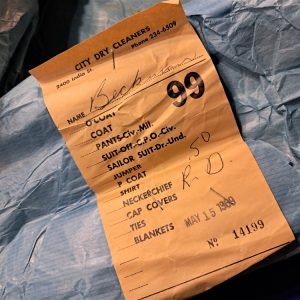 CITY DRY CLEANERS
2400 India St. Phone 234-6509
NAME
O'COAT 99
COAT
PANTS-Civ.-Mil.
SUIT-Off-C.P.O-Civ.
SAILOR SUIT-Dr.-Und.
JUMPER
P COAT .50
SHIRT R.D.
NECKERCHIEF
CAP COVERS
TIES MAY 15
BLANKETS
No 14199